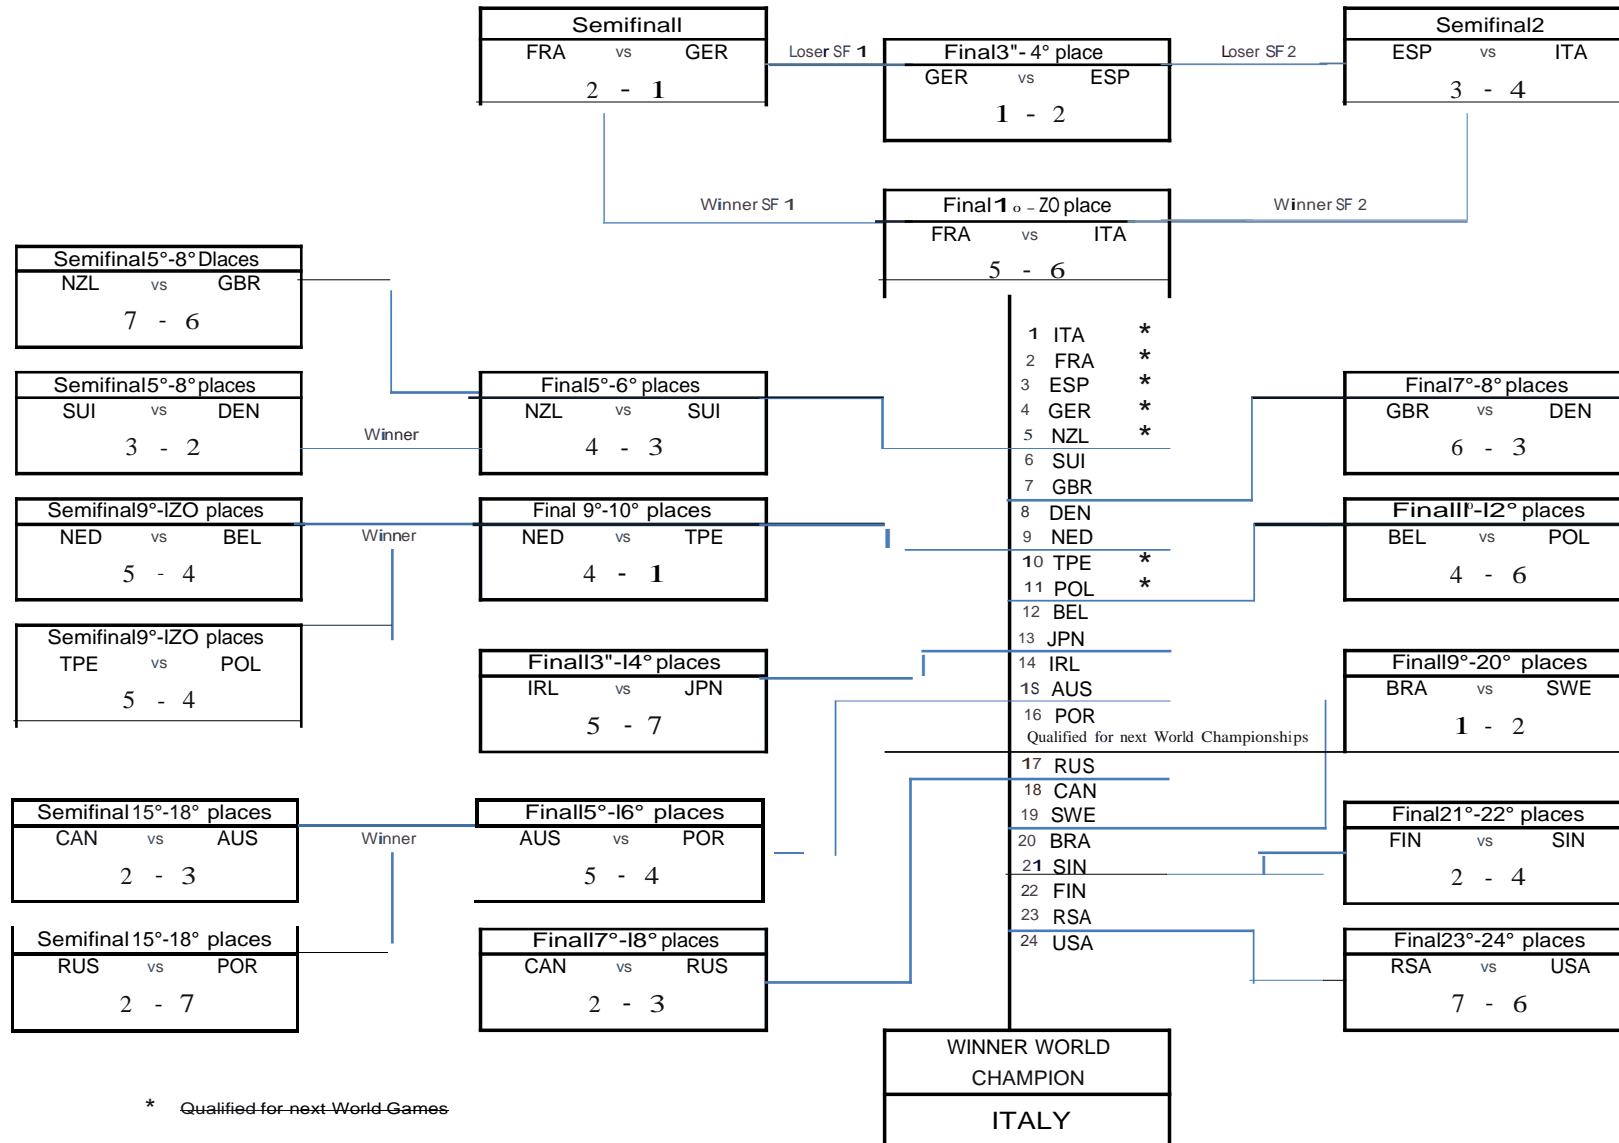 Semifinall
FRA vs GER
2 - 1
Loser SF 1
Final3"- 4° place
GER vs ESP
1 - 2
Loser SF 2
Semifinal2
ESP vs ITA
3 - 4
Winner SF 1
Final 1 o - ZO place
FRA vs ITA
5 - 6
Winner SF 2
Semifinal5°-8° Dlaces
NZL vs GBR
7 - 6
Semifinal5°-8° places
SUI vs DEN
3 - 2
Winner
Final5°-6° places
NZL vs SUI
4 - 3
Final7°-8° places
GBR vs DEN
6 - 3
Semifinal9°-IZO places
NED vs BEL
5 - 4
Winner
Final 9°-10° places
NED vs TPE
4 - 1
Finalll°-I2° places
BEL vs POL
4 - 6
Semifinal9°-IZO places
TPE vs POL
5 - 4
Finall3"-I4° places
IRL vs JPN
5 - 7
Finall9°-20° places
BRA vs SWE
1 - 2
Semifinal 15°-18° places
CAN vs AUS
2 - 3
Winner
Finall5°-I6° places
AUS vs POR
5 - 4
Final21°-22° places
FIN vs SIN
2 - 4
Semifinal 15°-18° places
RUS vs POR
2 - 7
Finall7°-I8° places
CAN vs RUS
2 - 3
Final23°-24° places
RSA vs USA
7 - 6
1 ITA *
2 FRA *
3 ESP *
4 GER *
5 NZL *
6 SUI
7 GBR
8 DEN
9 NED
10 TPE *
11 POL *
12 BEL
13 JPN
14 IRL
1S AUS
16 POR
Qualified for next World Championships
17 RUS
18 CAN
19 SWE
20 BRA
21 SIN
22 FIN
23 RSA
24 USA
WINNER WORLD
CHAMPION
ITALY
* Qualified for next World Games